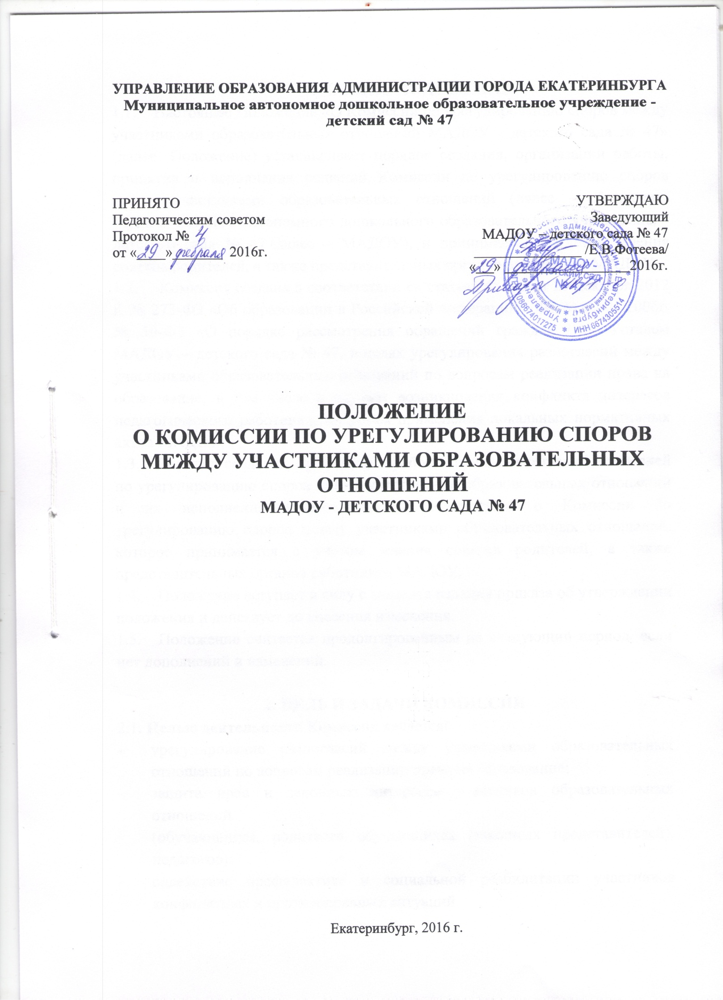 УПРАВЛЕНИЕ ОБРАЗОВАНИЯ АДМИНИСТРАЦИИ ГОРОДА ЕКАТЕРИНБУРГА
Муниципальное автономное дошкольное образовательное учреждение -
детский сад № 47
ПРИНЯТО
Педагогическим советом
Протокол № 4
от «29» февраля 2016г.
УТВЕРЖДАЮ
Заведующий
МАДОУ – детского сада № 47
/Е.В.Фотеева/
«29» февраля 2016г.
Приказ №
МАДОУ -
детский сад
№ 47
1086674017275 * ИНН 6674305514
ПОЛОЖЕНИЕ
О КОМИССИИ ПО УРЕГУЛИРОВАНИЮ СПОРОВ
МЕЖДУ УЧАСТНИКАМИ ОБРАЗОВАТЕЛЬНЫХ
ОТНОШЕНИЙ
МАДОУ - ДЕТСКОГО САДА № 47
Екатеринбург, 2016 г.